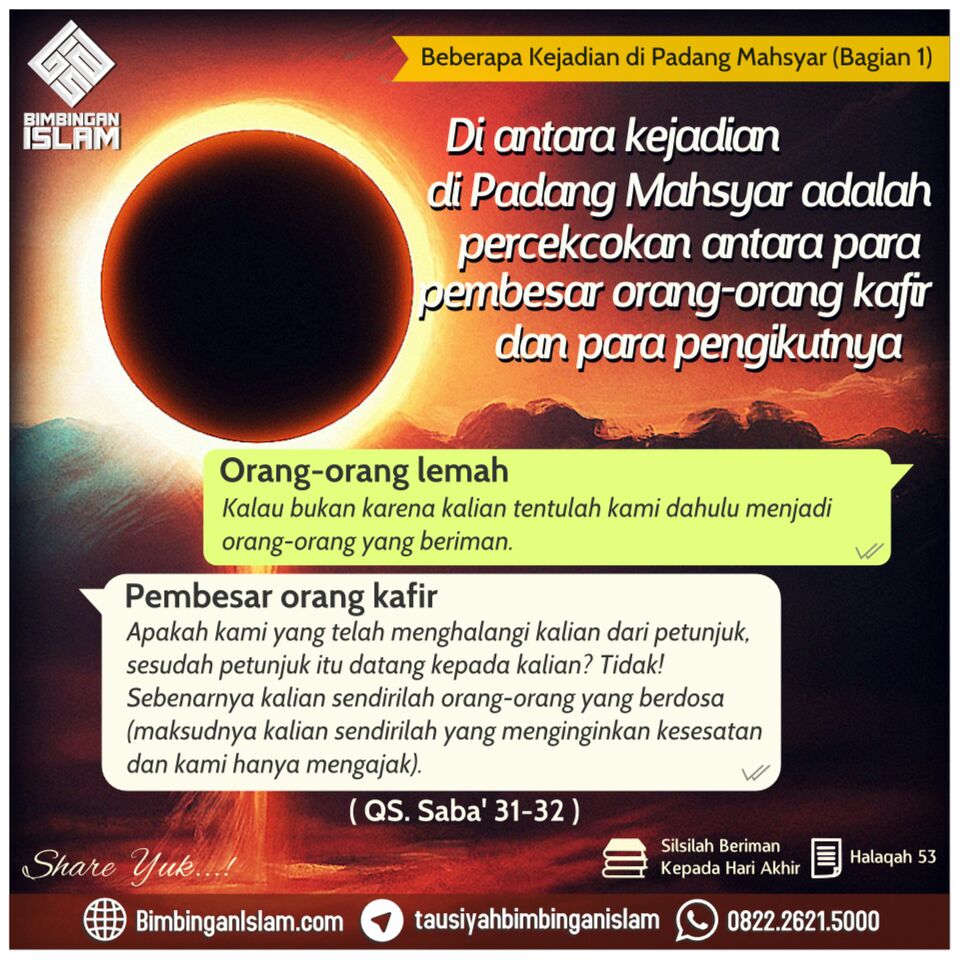 BIMBINGAN
ISLAM
Beberapa Kejadian di Padang Mahsyar (Bagian 1)
Di antara kejadian
di Padang Mahsyar adalah
percekcokan antara para
pembesar orang-orang kafir
dan para pengikutnya
Orang-orang lemah
Kalau bukan karena kalian tentulah kami dahulu menjadi
orang-orang yang beriman.
Pembesar orang kafir
Apakah kami yang telah menghalangi kalian dari petunjuk,
sesudah petunjuk itu datang kepada kalian? Tidak!
Sebenarnya kalian sendirilah orang-orang yang berdosa
(maksudnya kalian sendirilah yang menginginkan kesesatan
dan kami hanya mengajak).
( QS. Saba' 31-32 )
Share Yuk...!
Silsilah Beriman
Kepada Hari Akhir
Halaqah 53
BimbinganIslam.com
tausiyahbimbinganislam
0822.2621.5000